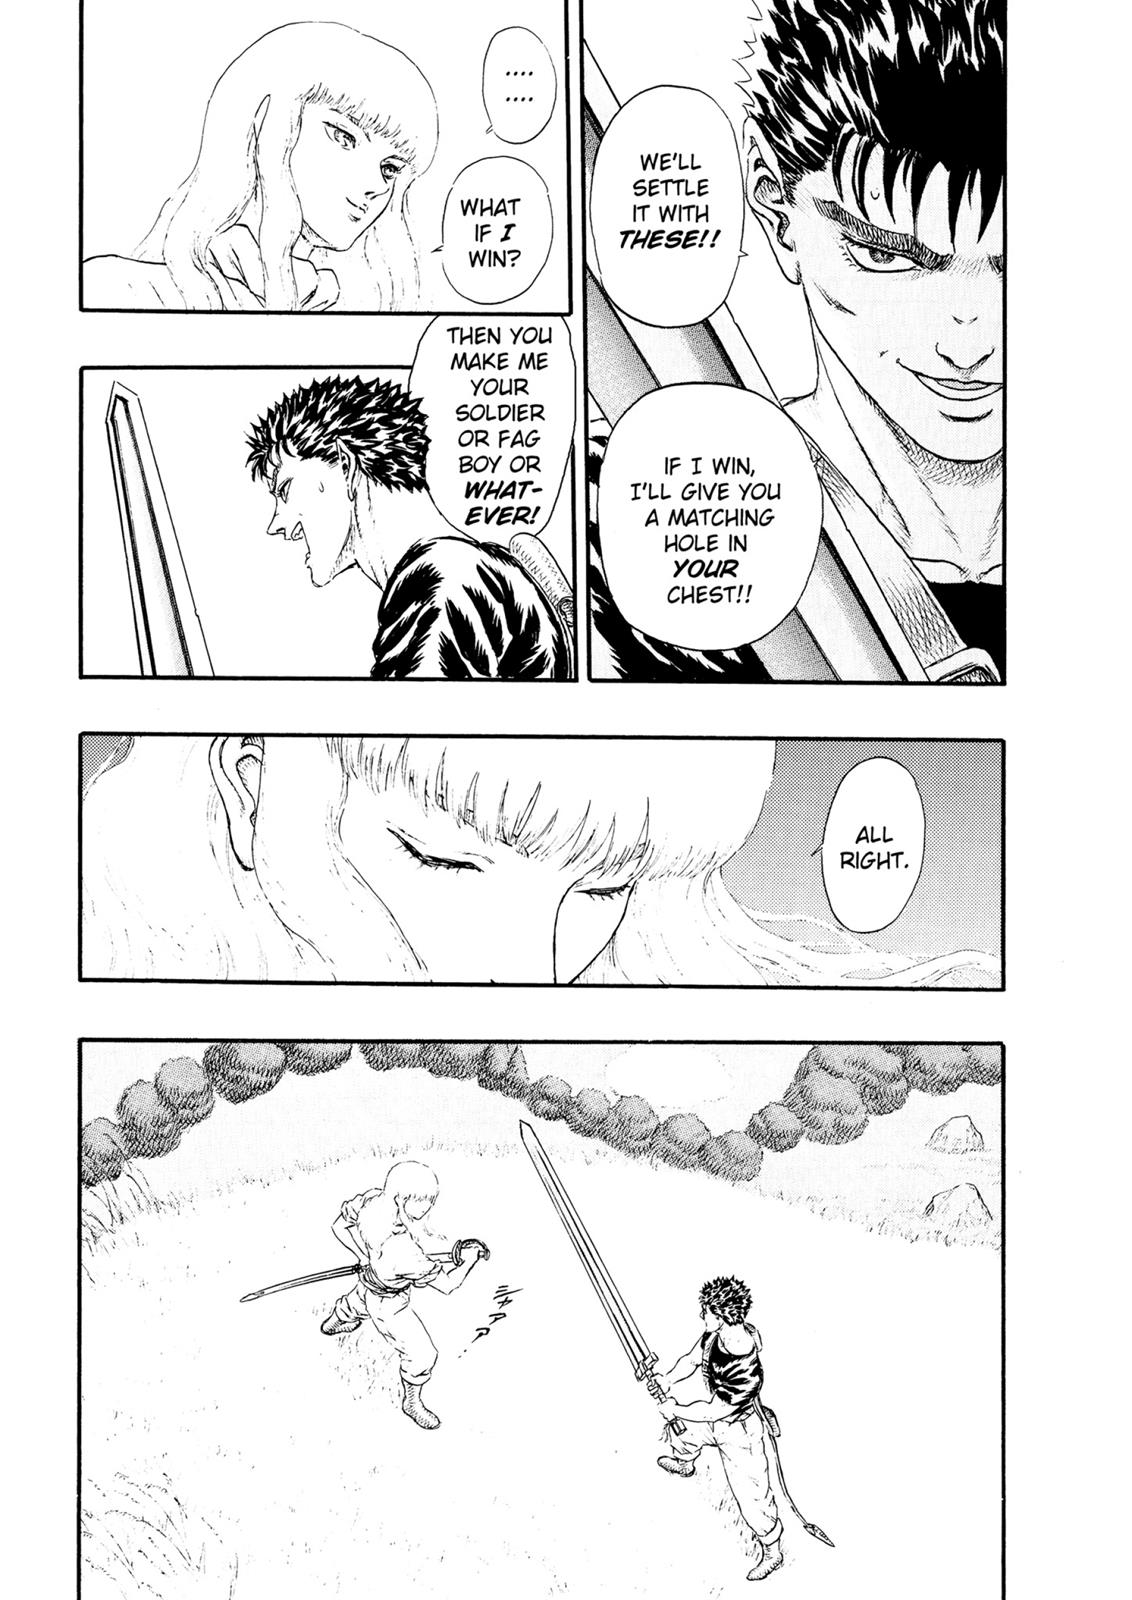 WE'LL
SETTLE
IT WITH
THESE!!
IF I WIN,
I'LL GIVE YOU
A MATCHING
HOLE IN
YOUR
CHEST!!
....
....
WHAT
IF I
WIN?
THEN YOU
MAKE ME
YOUR
SOLDIER
OR FAG
BOY OR
WHAT-
EVER!
ALL
RIGHT.